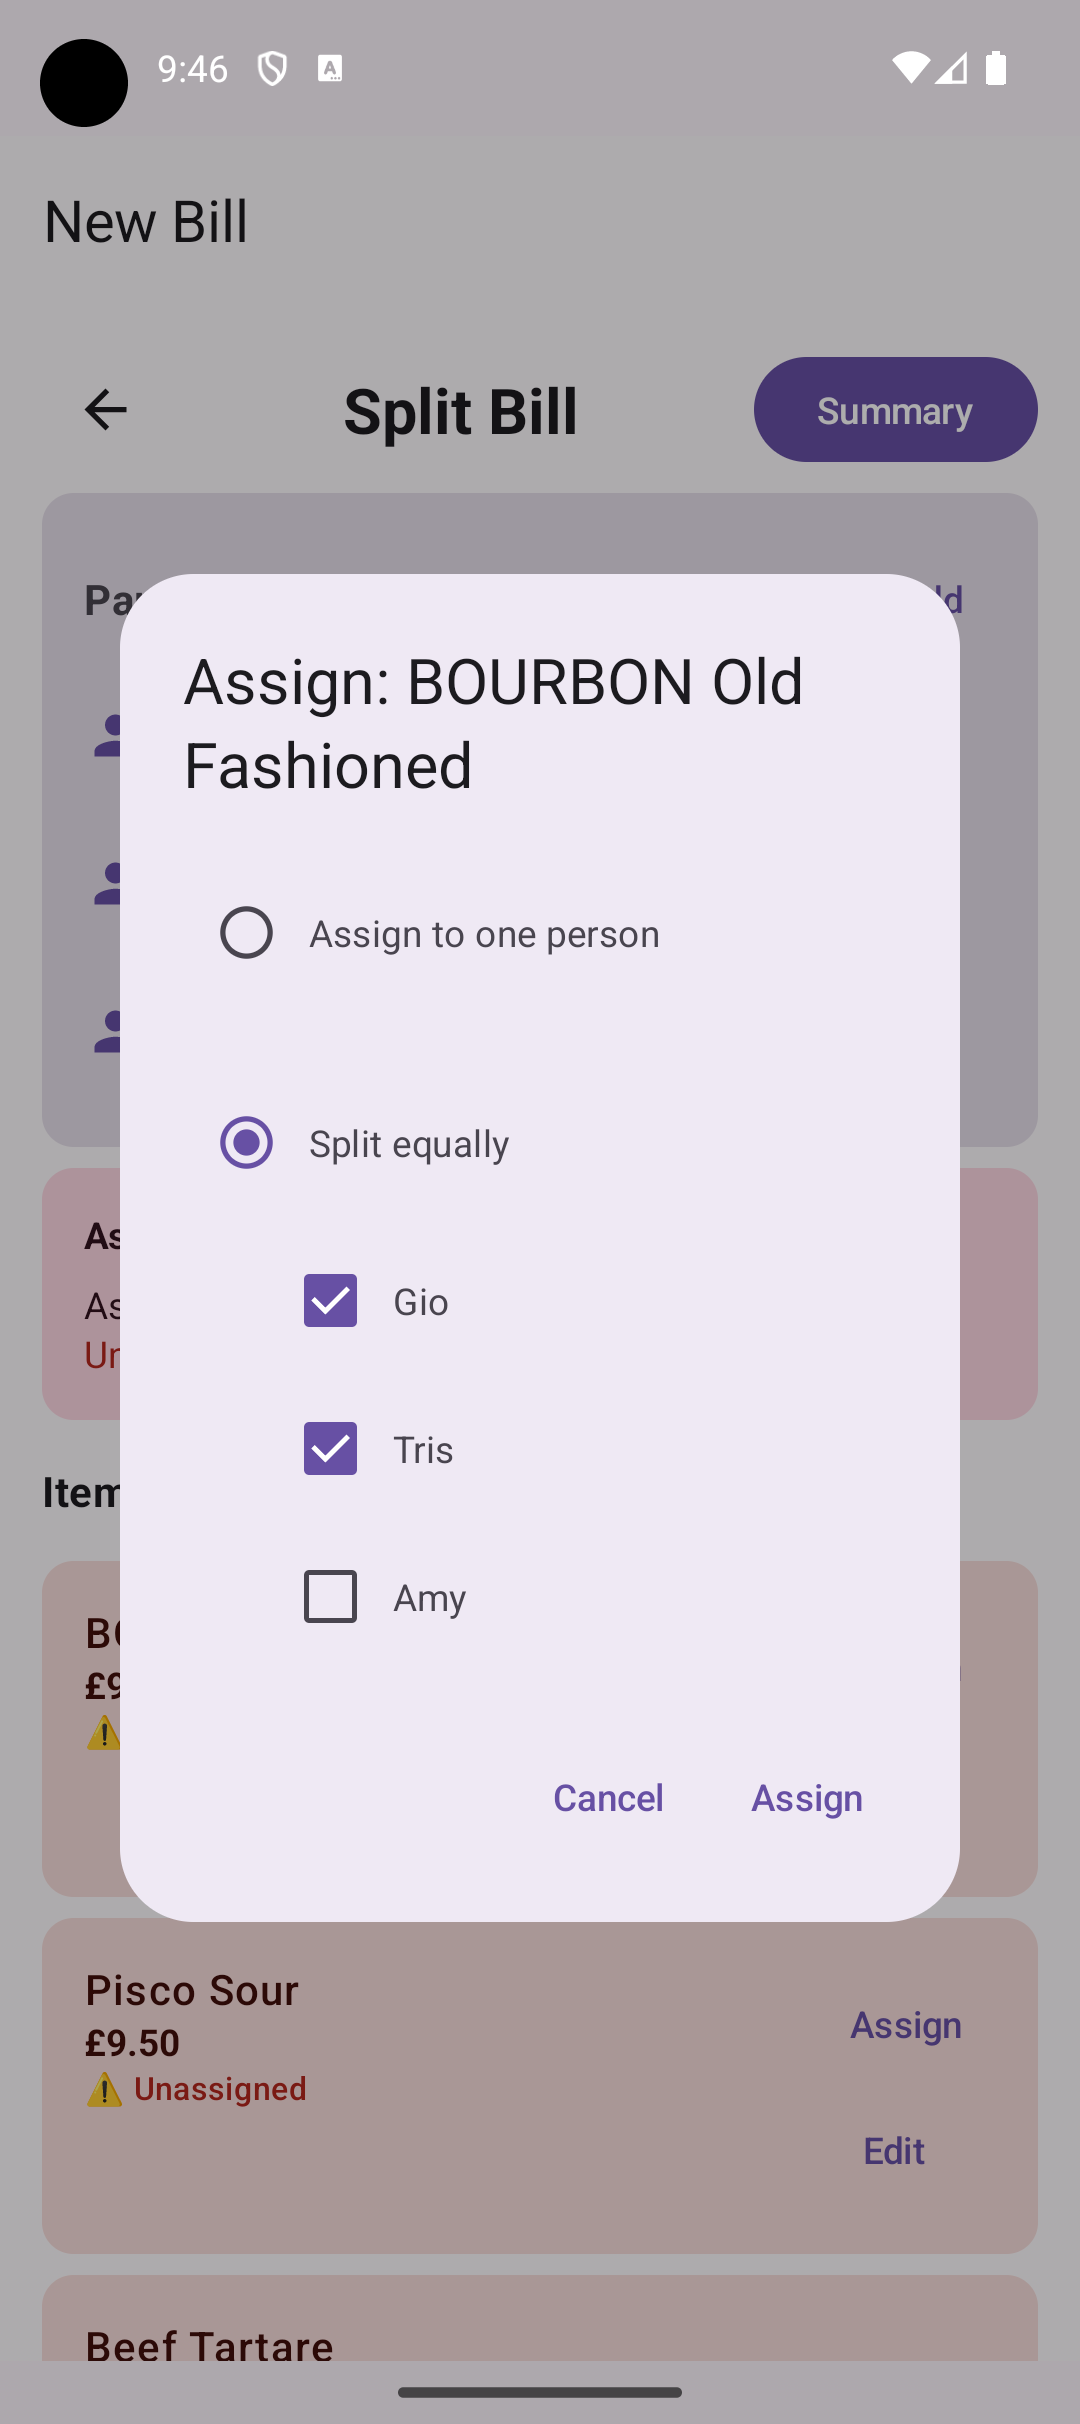 9:46
New Bill
Split Bill
Summary
Assign: BOURBON Old
Fashioned
Assign to one person
Split equally
Gio
Tris
Amy
Cancel
Assign
Pisco Sour
£9.50
Assign
⚠️ Unassigned
Edit
Beef Tartare